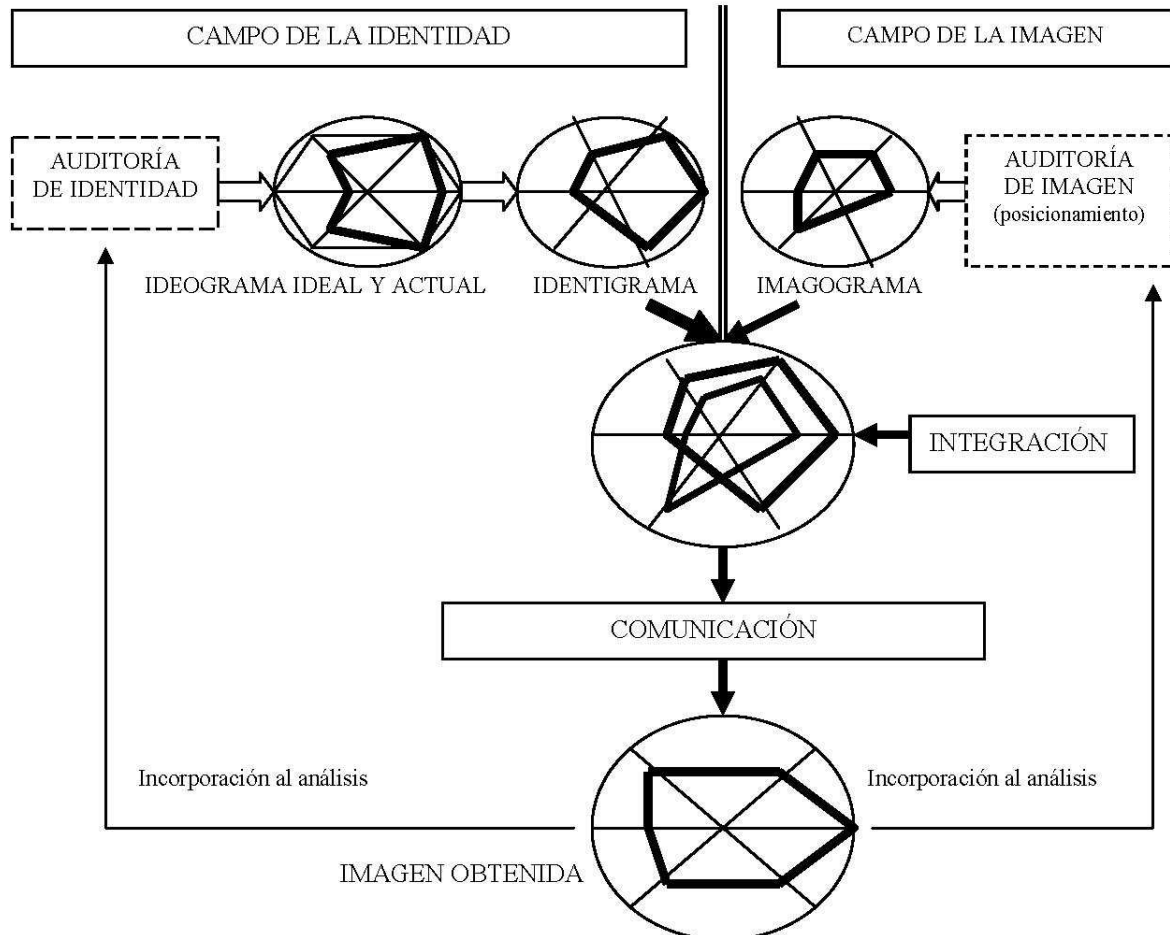 CAMPO DE LA IDENTIDAD
CAMPO DE LA IMAGEN
AUDITORÍA
DE IDENTIDAD
AUDITORÍA
DE IMAGEN
(posicionamiento)
IDEOGRAMA IDEAL Y ACTUAL
IDENTIGRAMA
IMAGOGRAMA
INTEGRACIÓN
COMUNICACIÓN
Incorporación al análisis
Incorporación al análisis
IMAGEN OBTENIDA